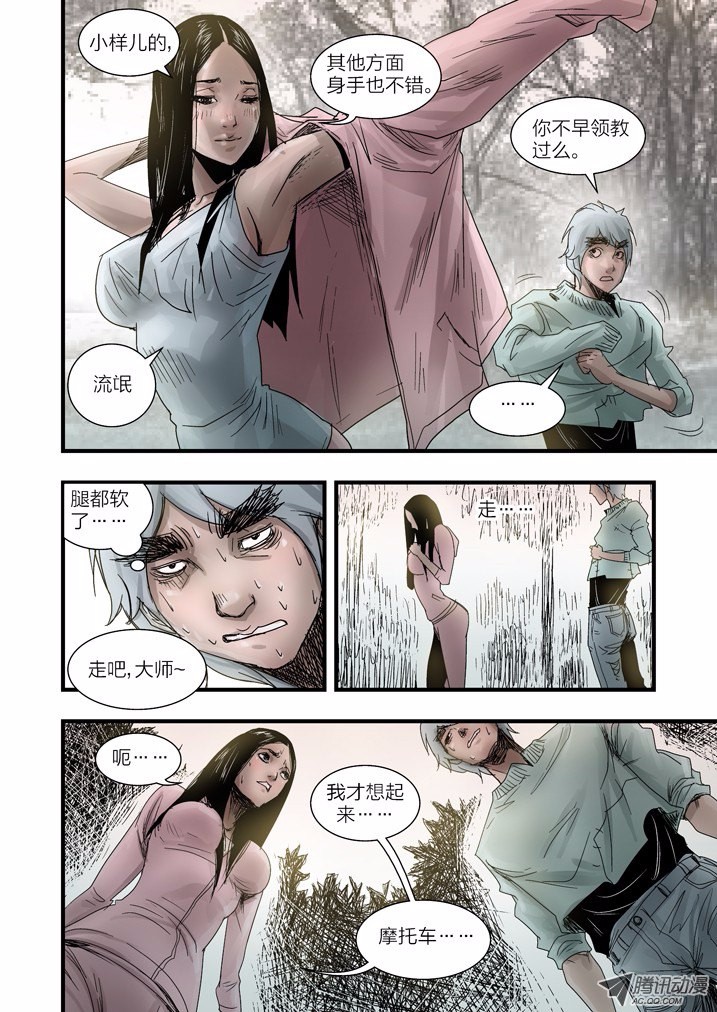 小样儿的,
其他方面
身手也不错。
你不早领教
过么。
流氓
……
腿都软
了……
走吧,大师~
走……
呃……
我才想起
来……
摩托车……
腾讯动漫
AC.QQ.COM